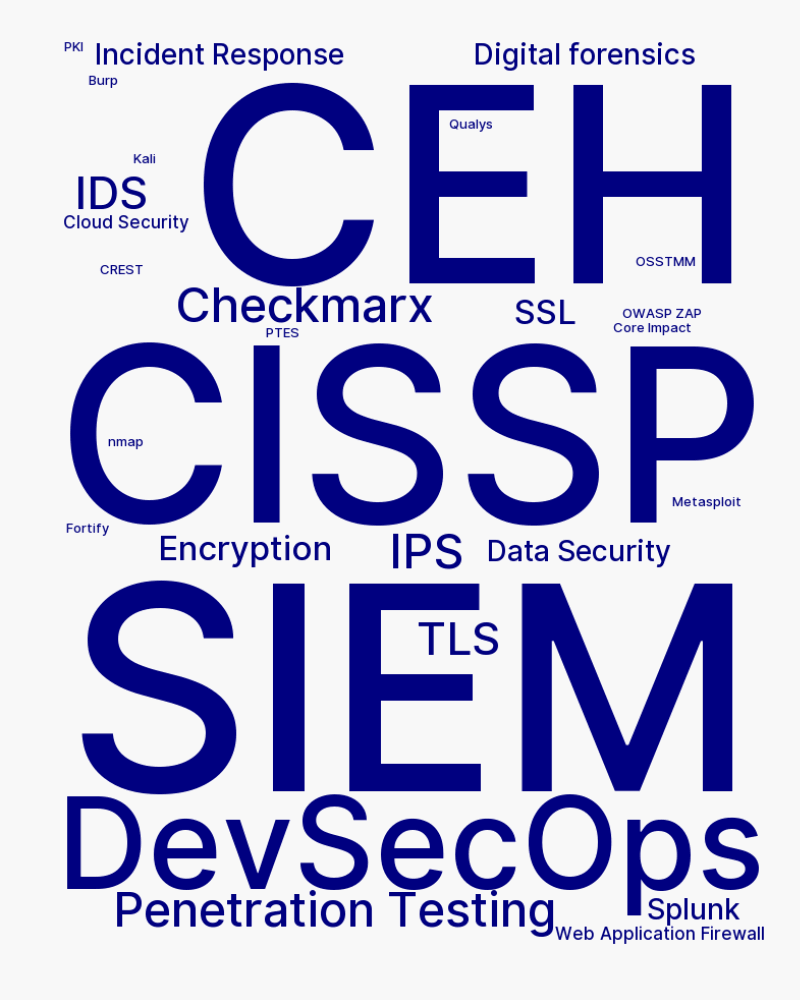 PKI
Incident Response
Digital forensics
Burp
CEH
Qualys
Kali
IDS
Cloud Security
OSSTMM
CREST
Checkmarx
SSL
OWASP ZAP
Core Impact
PTES
CISSP
nmap
Metasploit
Fortify
Encryption
IPS
Data Security
SIEM
TLS
DevSecOps
Penetration Testing
Splunk
Web Application Firewall